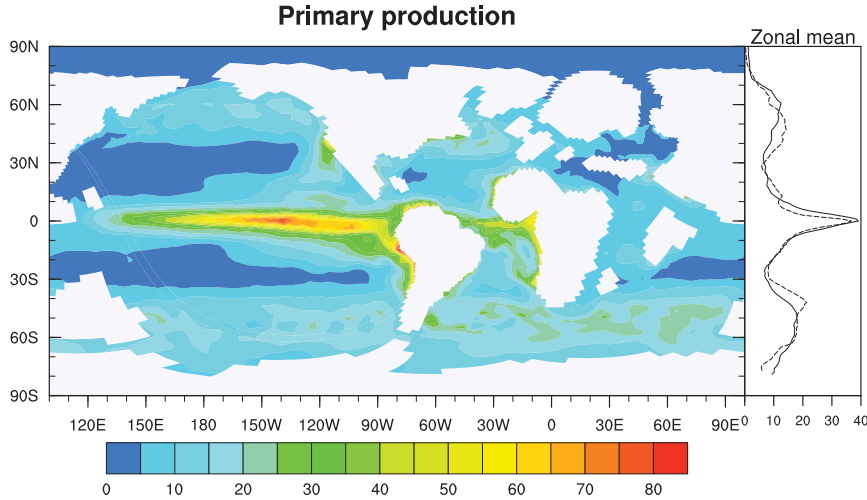 Primary production
Zonal mean
90N
60N
30N
0
30S
60S
90S
120E 150E 180 150W 120W 90W 60W 30W 0 30E 60E 90E
0 10 20 30 40
0 10 20 30 40 50 60 70 80